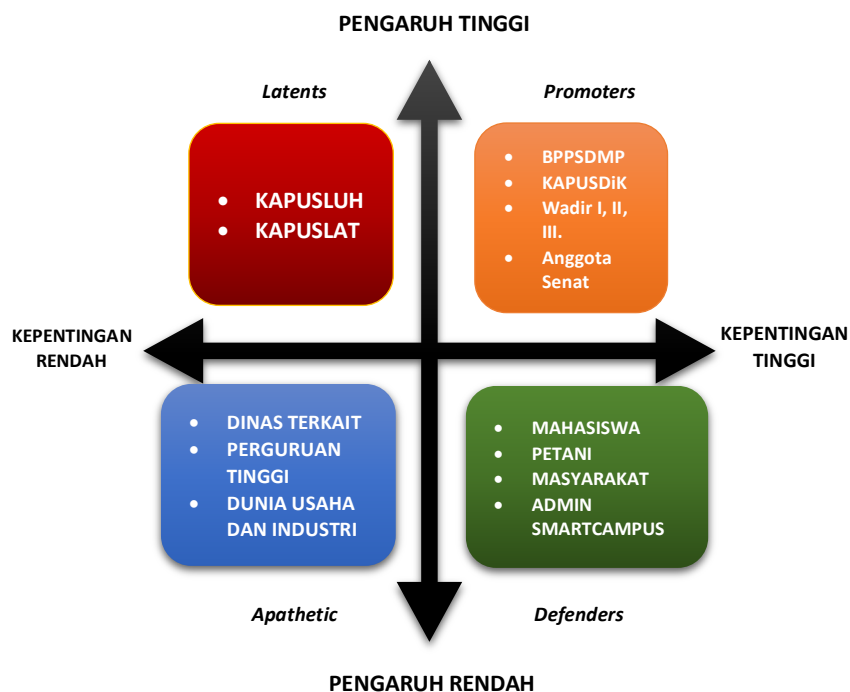 PENGARUH TINGGI
Latents
Promoters
• KAPUSLUH
• KAPUSLAT
• BPPSDMP
• KAPUSDiK
• Wadir I, II,
III.
• Anggota
Senat
KEPENTINGAN
RENDAH
KEPENTINGAN
TINGGI
• DINAS TERKAIT
• PERGURUAN
TINGGI
• DUNIA USAHA
DAN INDUSTRI
• MAHASISWA
• PETANI
• MASYARAKAT
• ADMIN
SMARTCAMPUS
Apathetic
Defenders
PENGARUH RENDAH